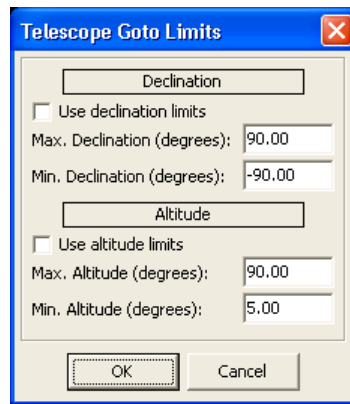 Telescope Goto Limits
Declination
Use declination limits
Max. Declination (degrees): 90.00
Min. Declination (degrees): -90.00
Altitude
Use altitude limits
Max. Altitude (degrees): 90.00
Min. Altitude (degrees): 5.00
OK Cancel